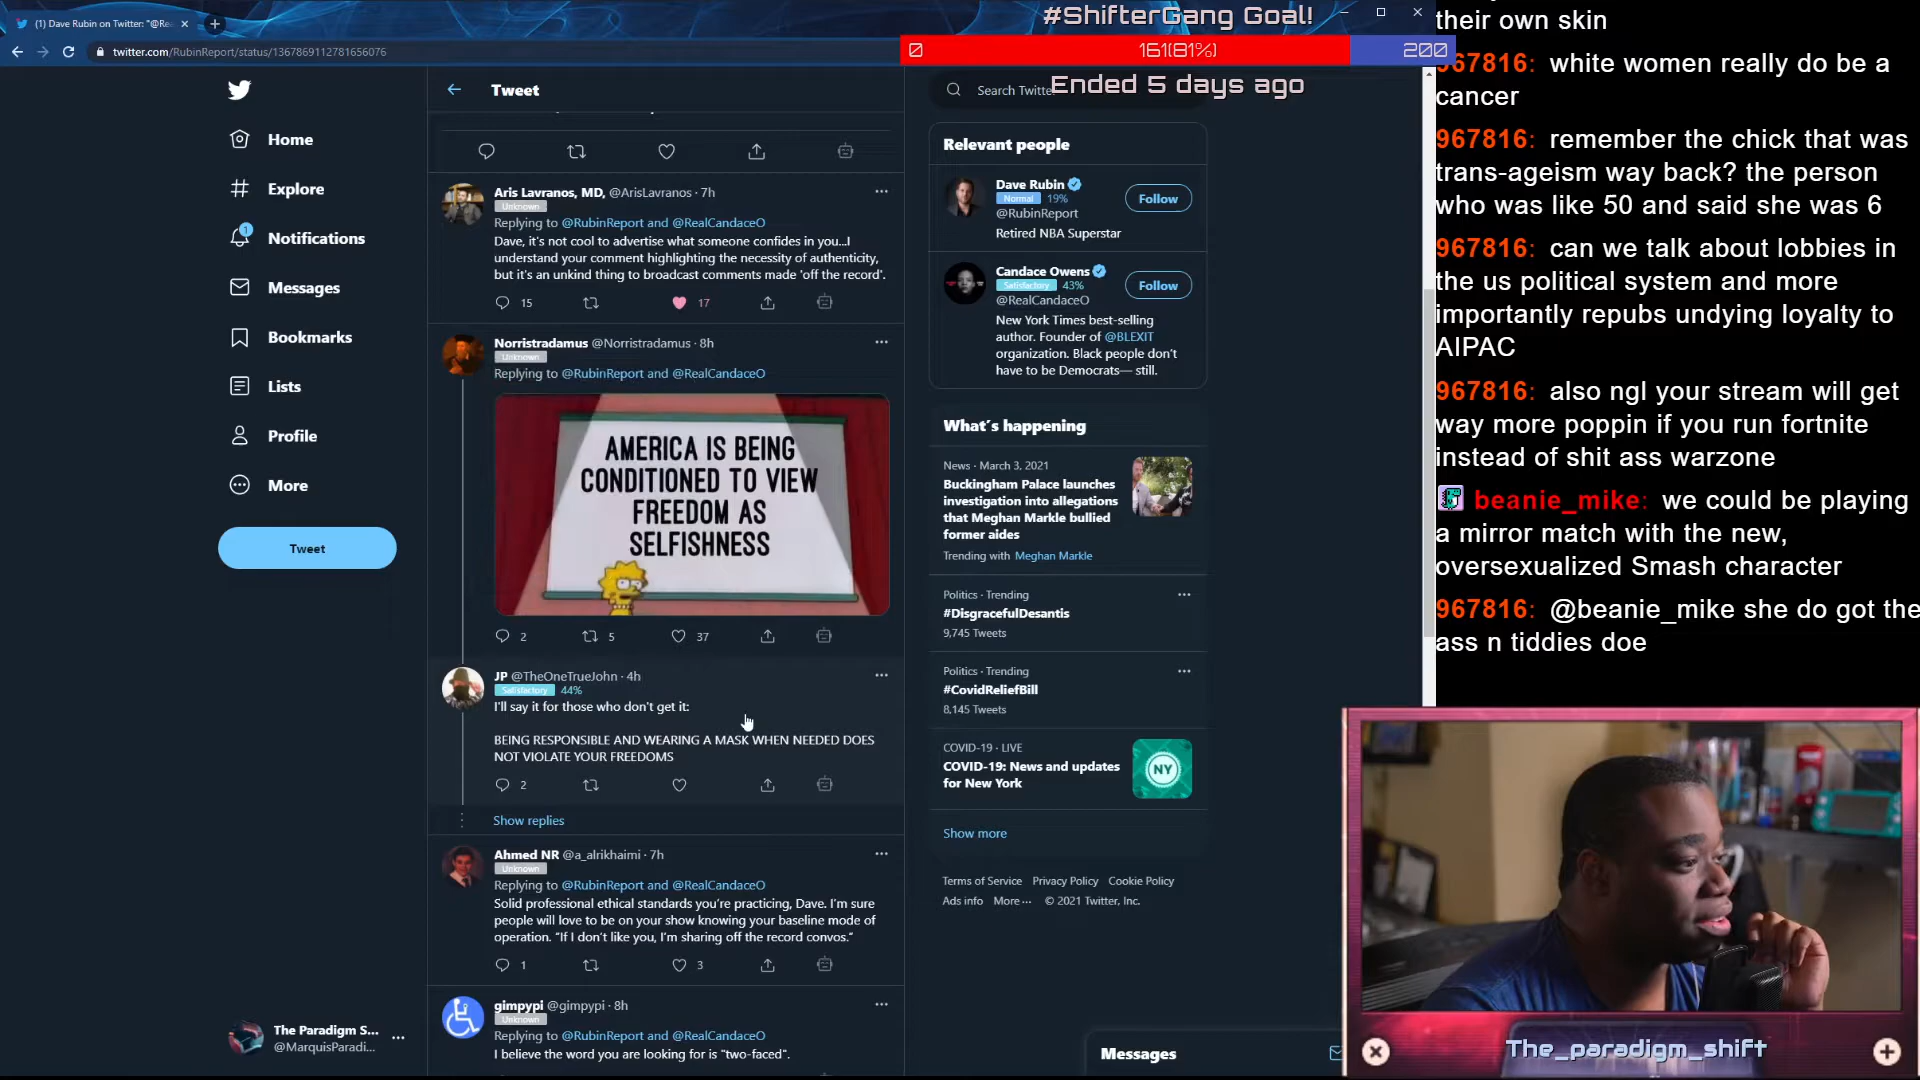 (1) Dave Rubin on Twitter: "@Re
twitter.com/RubinReport/status/1367869112781656076
#ShifterGang Goal!
0
161(81%)
200
Ended 5 days ago
Home
Explore
1
Notifications
Messages
Bookmarks
Lists
Profile
More
Tweet
The Paradigm S...
@MarquisParadi...
Tweet
Aris Lavranos, MD, @ArisLavranos · 7h
Unknown
Replying to @RubinReport and @RealCandaceO
Dave, it's not cool to advertise what someone confides in you...I
understand your comment highlighting the necessity of authenticity,
but it's an unkind thing to broadcast comments made 'off the record'.
15
17
Norristradamus @Norristradamus · 8h
Unknown
Replying to @RubinReport and @RealCandaceO
AMERICA IS BEING
CONDITIONED TO VIEW
FREEDOM AS
SELFISHNESS
2
5
37
JP @TheOneTrueJohn · 4h
Satisfactory 44%
I'll say it for those who don't get it:
BEING RESPONSIBLE AND WEARING A MASK WHEN NEEDED DOES
NOT VIOLATE YOUR FREEDOMS
2
Show replies
Ahmed NR @a_alrikhaimi · 7h
Unknown
Replying to @RubinReport and @RealCandaceO
Solid professional ethical standards you're practicing, Dave. I'm sure
people will love to be on your show knowing your baseline mode of
operation. "If I don't like you, I'm sharing off the record convos."
1
3
gimpypi @gimpypi · 8h
Unknown
Replying to @RubinReport and @RealCandaceO
I believe the word you are looking for is "two-faced".
Search Twitte
Relevant people
Dave Rubin
Normal 19%
@RubinReport
Retired NBA Superstar
Follow
Candace Owens
Satisfactory 43%
@RealCandaceO
New York Times best-selling
author. Founder of @BLEXIT
organization. Black people don't
have to be Democrats— still.
Follow
What's happening
News · March 3, 2021
Buckingham Palace launches
investigation into allegations
that Meghan Markle bullied
former aides
Trending with Meghan Markle
Politics · Trending
#DisgracefulDesantis
9,745 Tweets
Politics · Trending
#CovidReliefBill
8,145 Tweets
COVID-19 · LIVE
COVID-19: News and updates
for New York
NY
Show more
Terms of Service Privacy Policy Cookie Policy
Ads info More ··· © 2021 Twitter, Inc.
Messages
their own skin
967816: white women really do be a
cancer
967816: remember the chick that was
trans-ageism way back? the person
who was like 50 and said she was 6
967816: can we talk about lobbies in
the us political system and more
importantly repubs undying loyalty to
AIPAC
967816: also ngl your stream will get
way more poppin if you run fortnite
instead of shit ass warzone
beanie_mike: we could be playing
a mirror match with the new,
oversexualized Smash character
967816: @beanie_mike she do got the
ass n tiddies doe
The_paradigm_shift